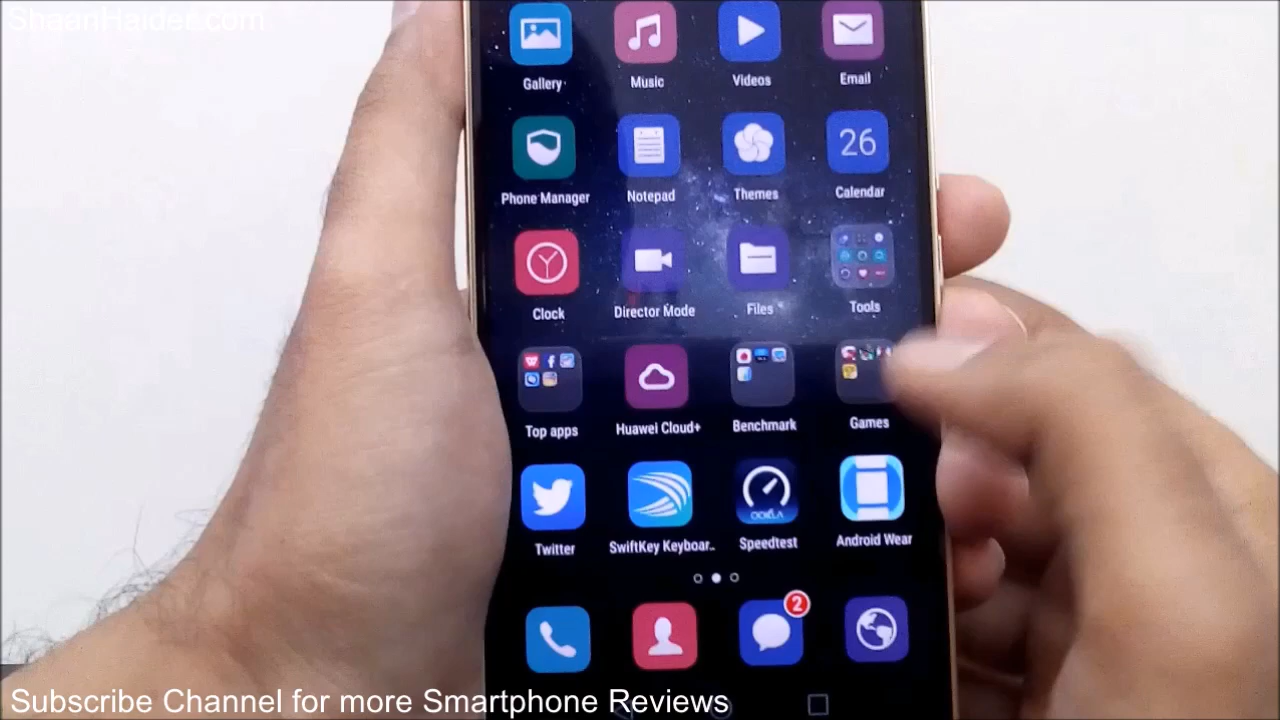 ShaanHaider.com
Gallery Music Videos Email
26
Phone Manager Notepad Themes Calendar
Clock Director Mode Files Tools
Top apps Huawei Cloud+ Benchmark Games
Twitter SwiftKey Keyboar.. Speedtest Android Wear
2
Subscribe Channel for more Smartphone Reviews